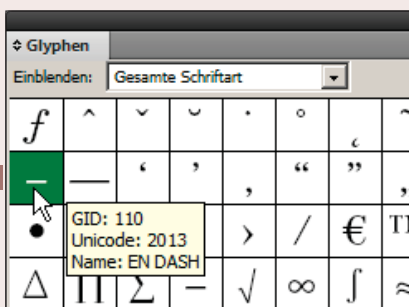 Glyphen
Einblenden: Gesamte Schriftart
ƒ ˆ ˇ ˘ ˙ ˚ ˛ ˜
– — ‘ ’ ‚ “ ” „
• › ⁄ €
GID: 110
Unicode: 2013
Name: EN DASH
∆ ∏ ∑ − √ ∞ ∫ ≈